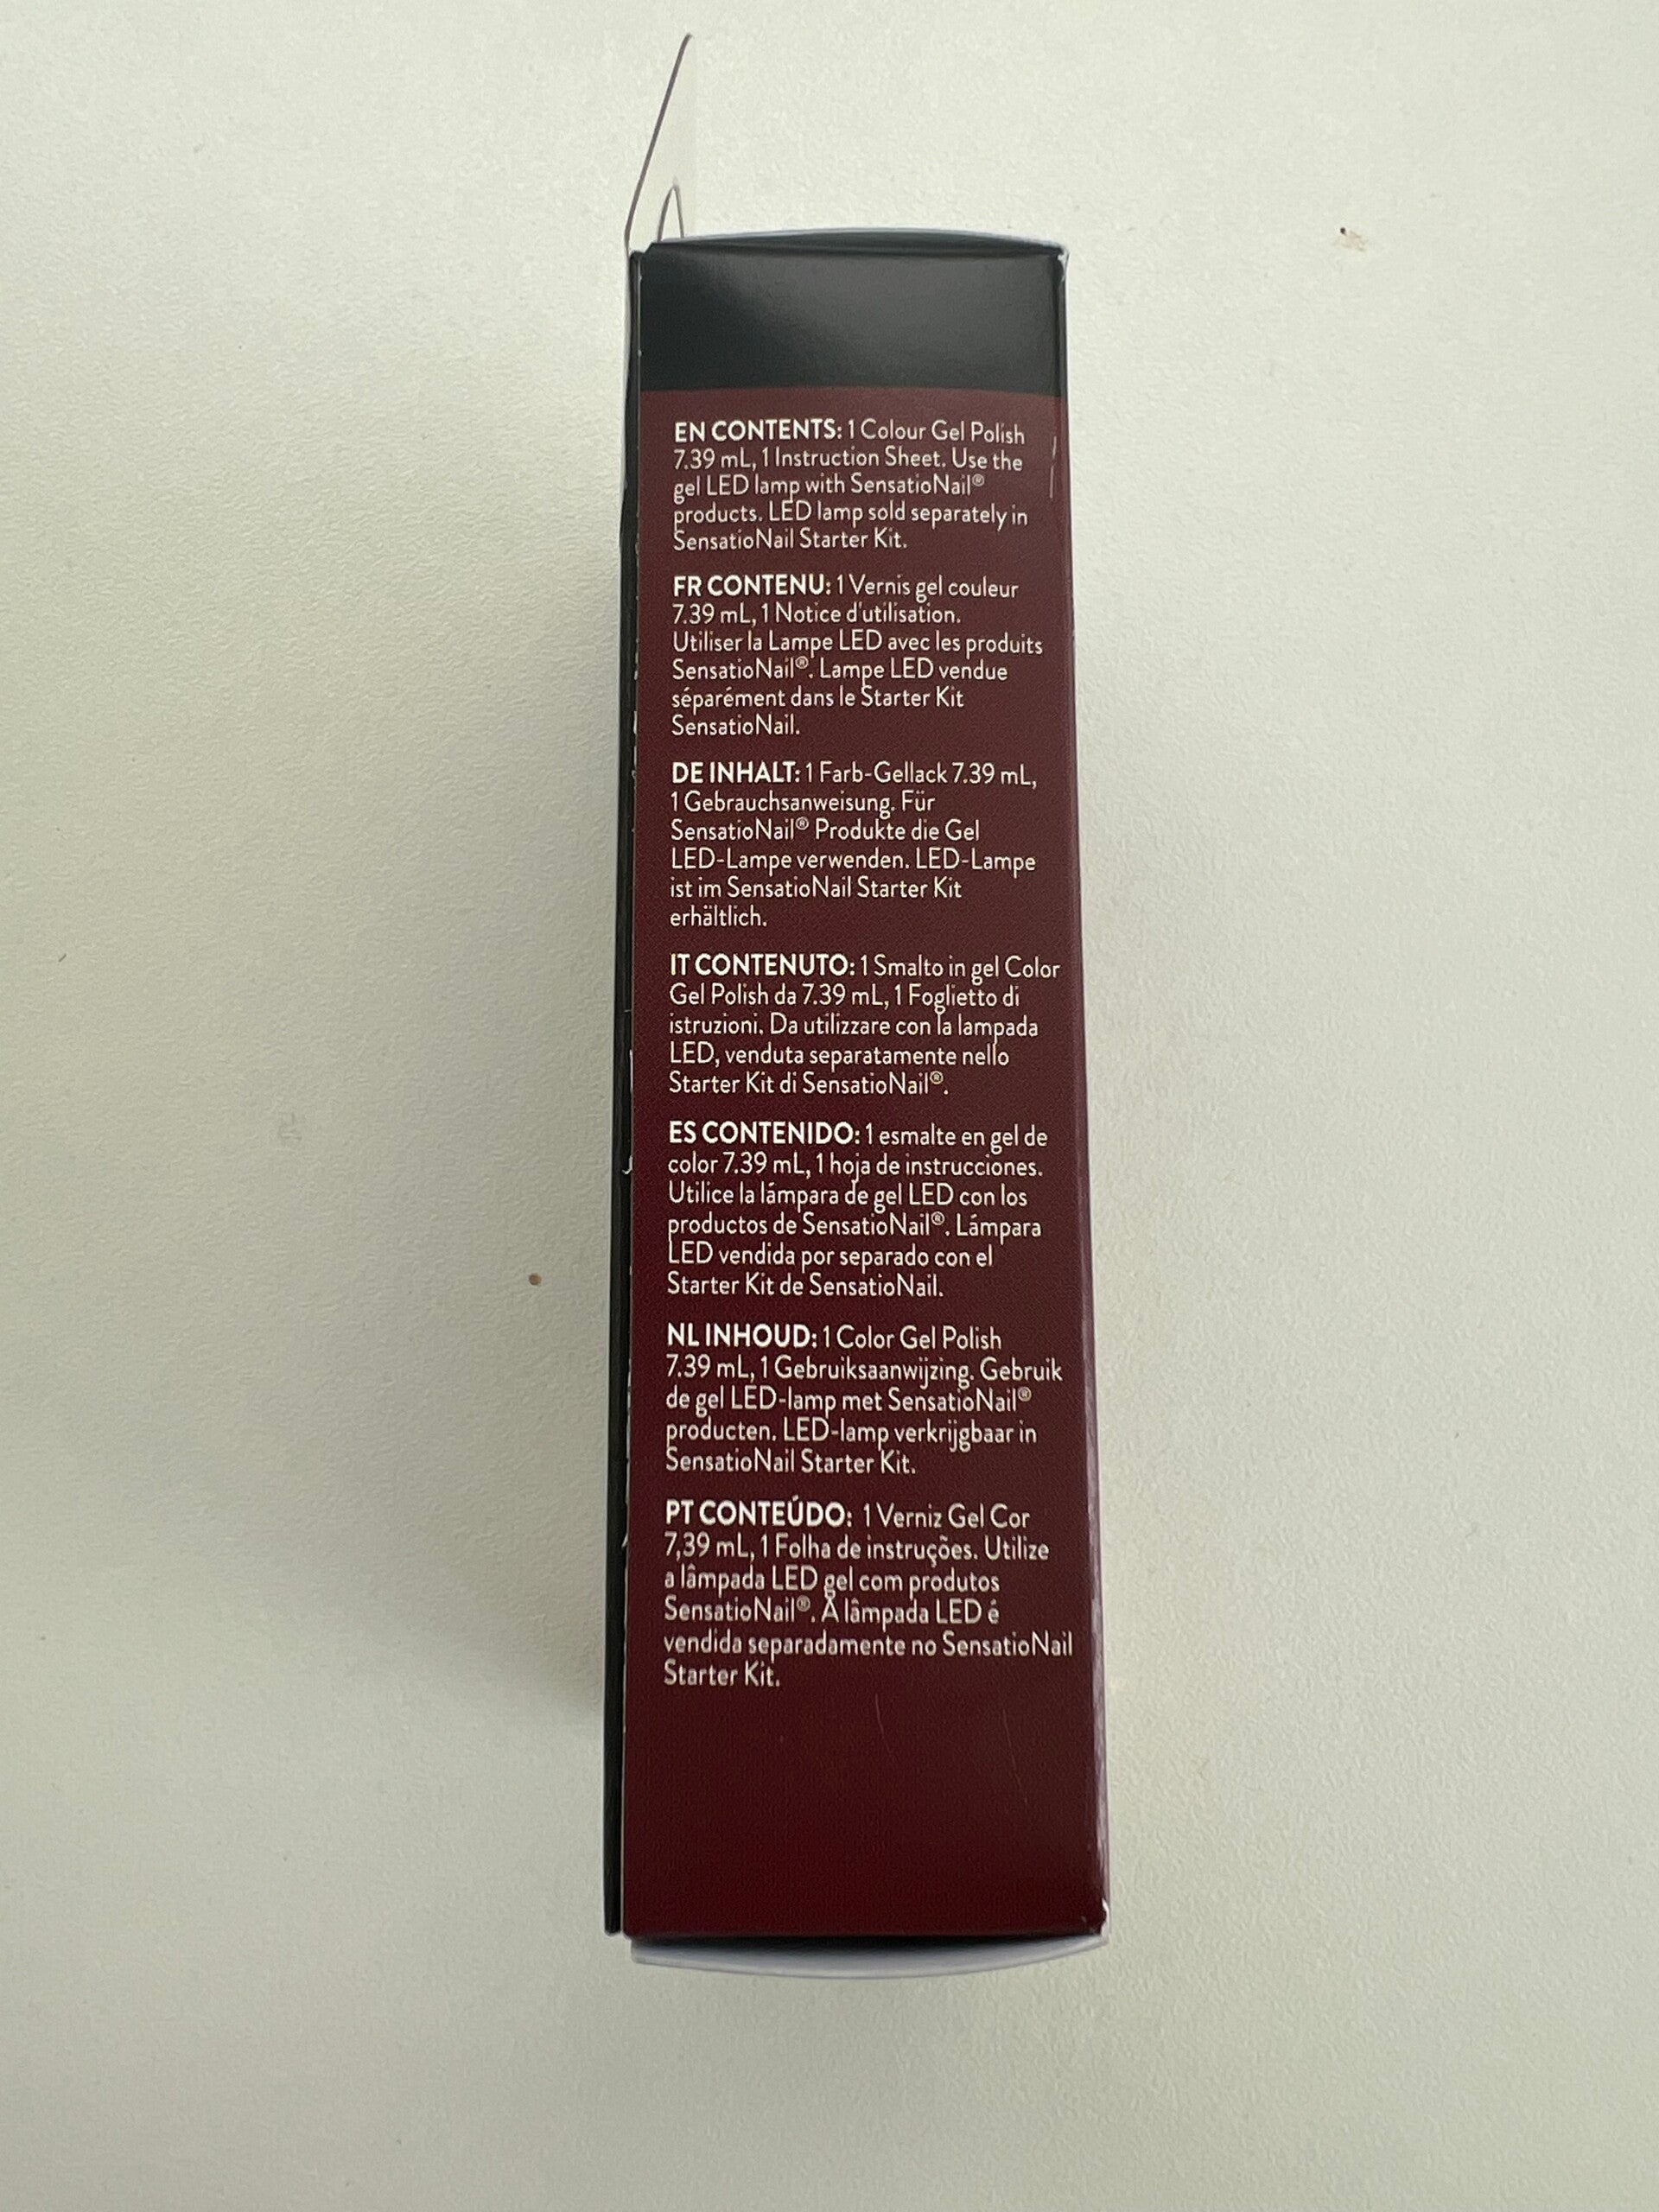 EN CONTENTS: 1 Colour Gel Polish
7.39 mL, 1 Instruction Sheet. Use the
gel LED lamp with SensatioNail®
products. LED lamp sold separately in
SensatioNail Starter Kit.
FR CONTENU: 1 Vernis gel couleur
7.39 mL, 1 Notice d'utilisation.
Utiliser la Lampe LED avec les produits
SensatioNail®. Lampe LED vendue
séparément dans le Starter Kit
SensatioNail.
DE INHALT: 1 Farb-Gellack 7.39 mL,
1 Gebrauchsanweisung. Für
SensatioNail® Produkte die Gel
LED-Lampe verwenden. LED-Lampe
ist im SensatioNail Starter Kit
erhältlich.
IT CONTENUTO: 1 Smalto in gel Color
Gel Polish da 7.39 mL, 1 Foglietto di
istruzioni. Da utilizzare con la lampada
LED, venduta separatamente nello
Starter Kit di SensatioNail®.
ES CONTENIDO: 1 esmalte en gel de
color 7.39 mL, 1 hoja de instrucciones.
Utilice la lámpara de gel LED con los
productos de SensatioNail®. Lámpara
LED vendida por separado con el
Starter Kit de SensatioNail.
NL INHOUD: 1 Color Gel Polish
7.39 mL, 1 Gebruiksaanwijzing. Gebruik
de gel LED-lamp met SensatioNail®
producten. LED-lamp verkrijgbaar in
SensatioNail Starter Kit.
PT CONTEÚDO: 1 Verniz Gel Cor
7,39 mL, 1 Folha de instruções. Utilize
a lâmpada LED gel com produtos
SensatioNail®. A lâmpada LED é
vendida separadamente no SensatioNail
Starter Kit.